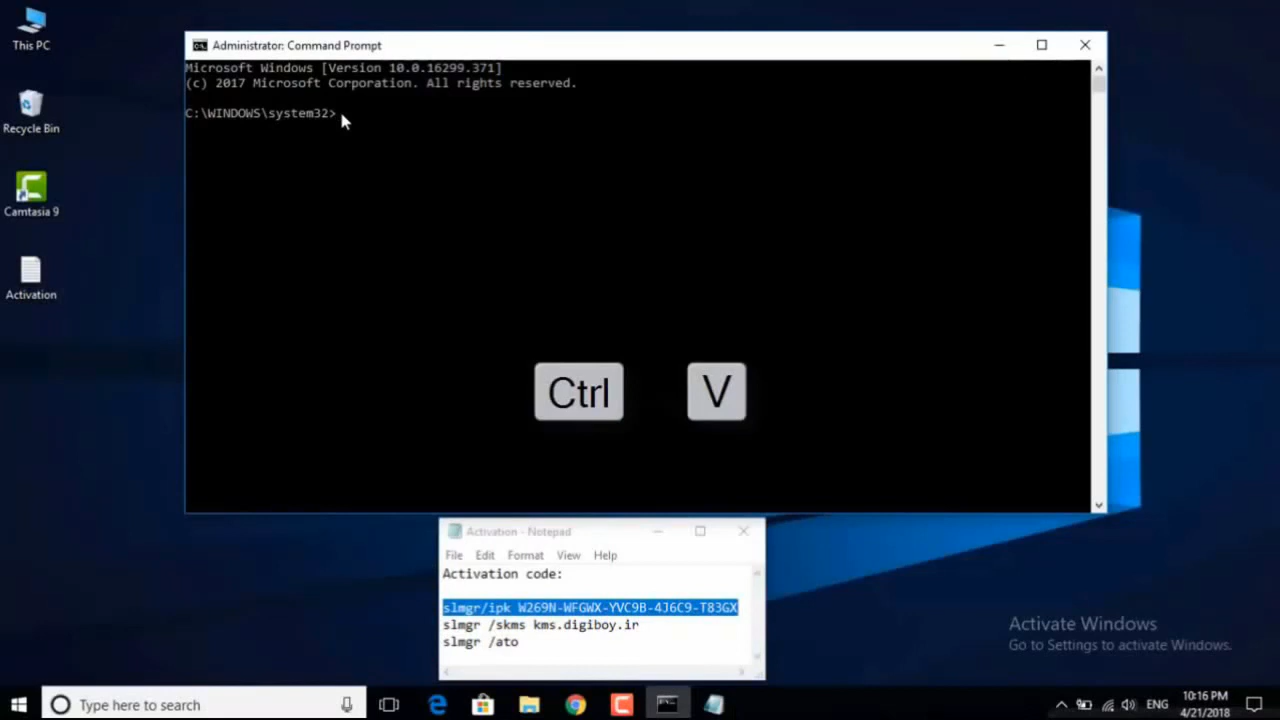 This PC
Recycle Bin
Camtasia 9
Activation
Administrator: Command Prompt
Microsoft Windows [Version 10.0.16299.371]
(c) 2017 Microsoft Corporation. All rights reserved.
C:\WINDOWS\system32>
Ctrl V
Activation - Notepad
File Edit Format View Help
Activation code:
slmgr/ipk W269N-WFGWX-YVC9B-4J6C9-T83GX
slmgr /skms kms.digiboy.ir
slmgr /ato
Activate Windows
Go to Settings to activate Windows.
Type here to search
ENG
10:16 PM
4/21/2018